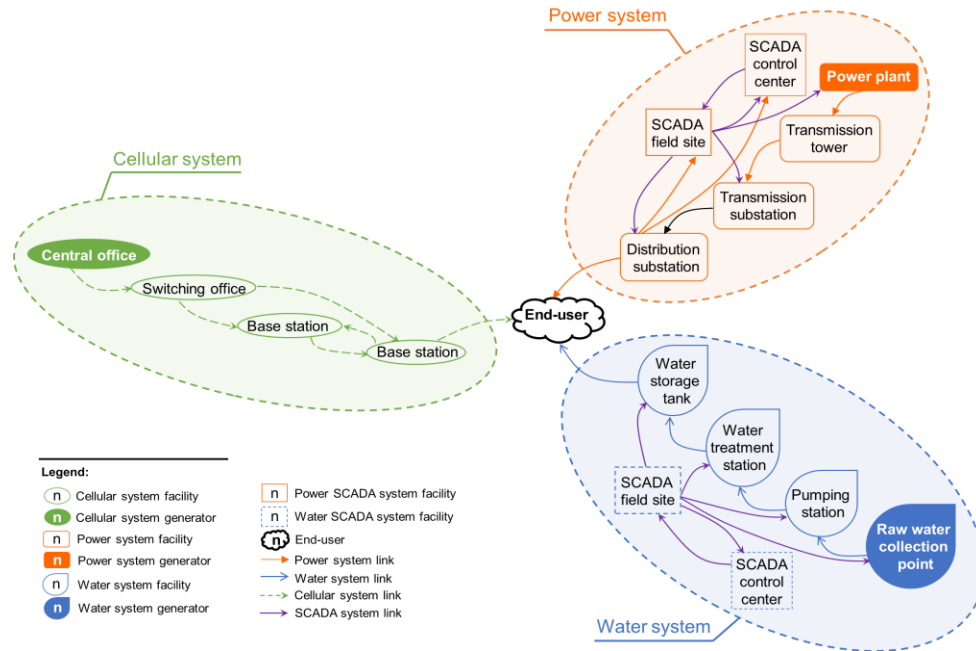 Power system
SCADA
control
center
Power plant
SCADA
field site
Transmission
tower
Cellular system
Transmission
substation
Central office
Distribution
substation
Switching office
End-user
Base station
Base station
Water
storage
tank
Water
treatment
station
SCADA
field site
Pumping
station
Raw water
collection
point
SCADA
control
center
Water system
Legend:
n Cellular system facility
n Cellular system generator
n Power system facility
n Power system generator
n Water system facility
n Water system generator
n Power SCADA system facility
n Water SCADA system facility
n End-user
Power system link
Water system link
Cellular system link
SCADA system link